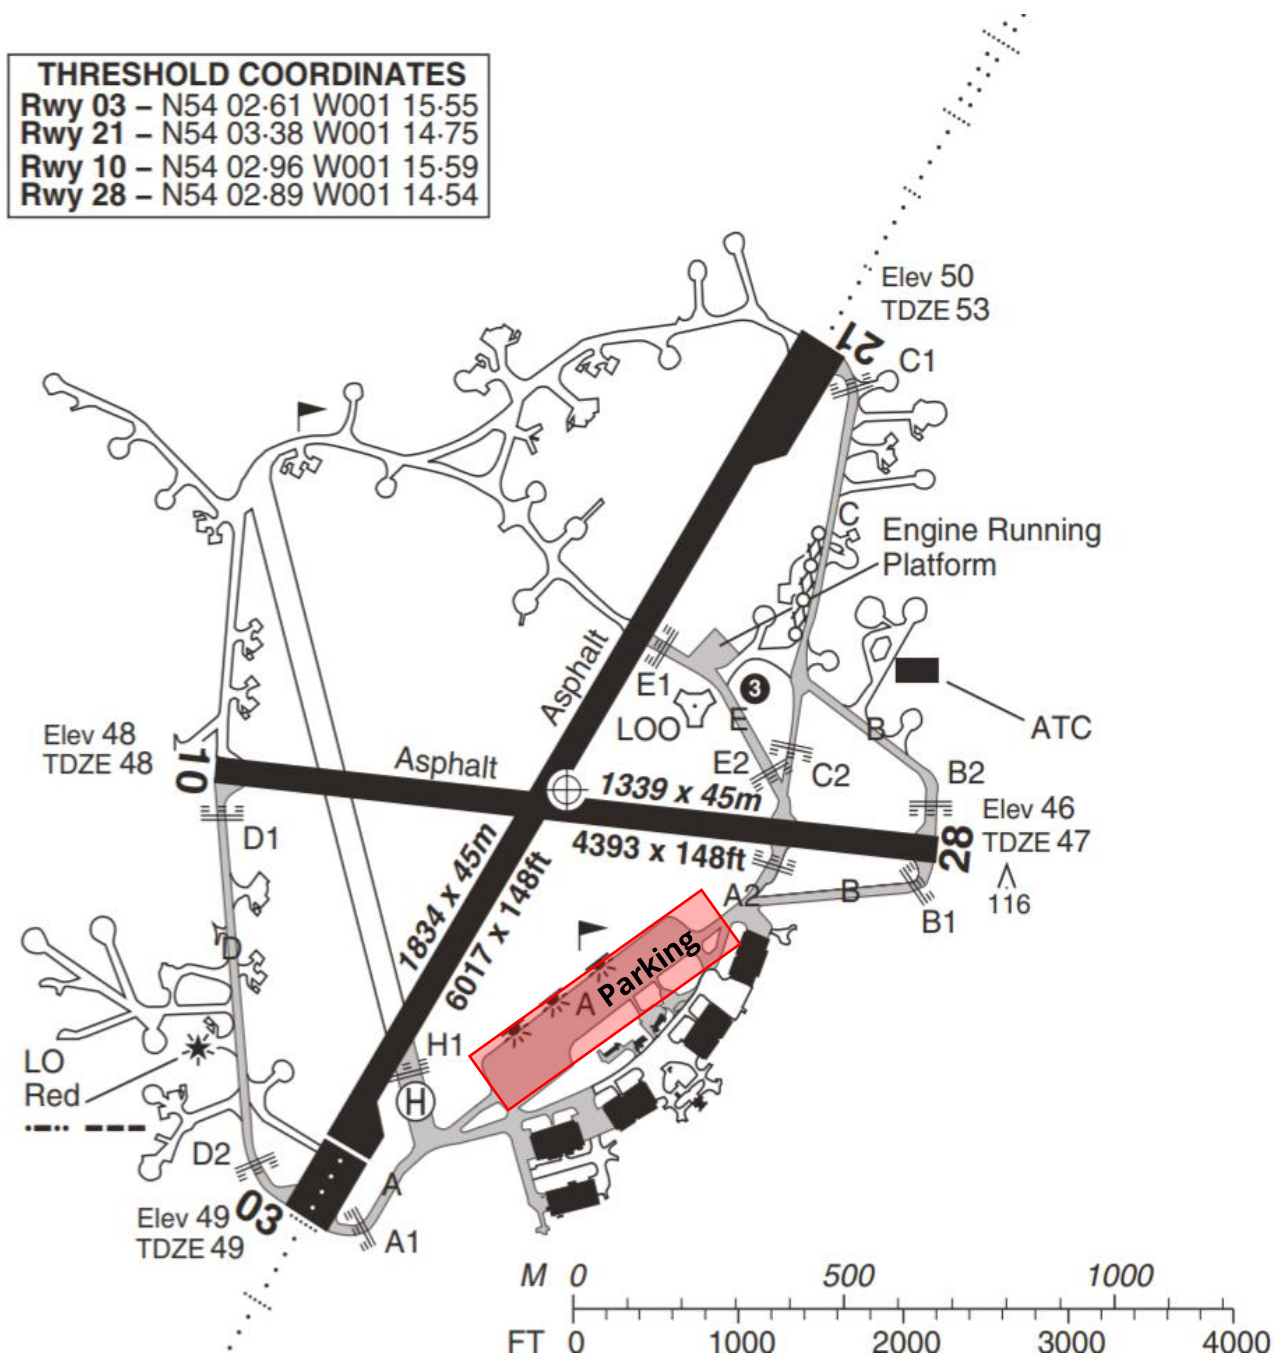 THRESHOLD COORDINATES
Rwy 03 – N54 02·61 W001 15·55
Rwy 21 – N54 03·38 W001 14·75
Rwy 10 – N54 02·96 W001 15·59
Rwy 28 – N54 02·89 W001 14·54
Elev 50
TDZE 53
21
C1
C
Engine Running
Platform
Asphalt
E1
3
LOO
E
B
ATC
Elev 48
TDZE 48
10
Asphalt
E2
C2
B2
1339 x 45m
4393 x 148ft
Elev 46
TDZE 47
28
116
D1
1834 x 45m
6017 x 148ft
A2
B
B1
D
Parking
A
H1
H
LO
Red
D2
A
03
Elev 49
TDZE 49
A1
M 0 500 1000
FT 0 1000 2000 3000 4000